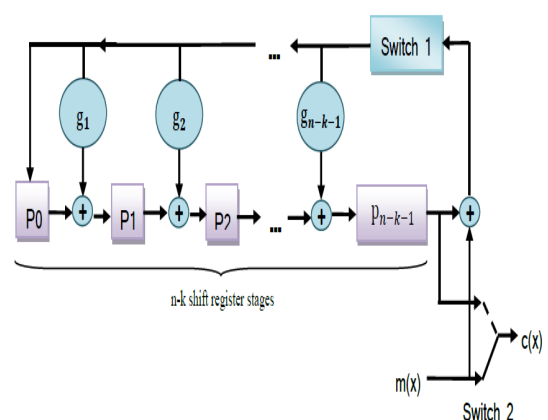 Switch 1
...
g₁
g₂
gₙ₋ₖ₋₁
P0
+
P1
+
P2
...
+
pₙ₋ₖ₋₁
+
n-k shift register stages
c(x)
m(x)
Switch 2